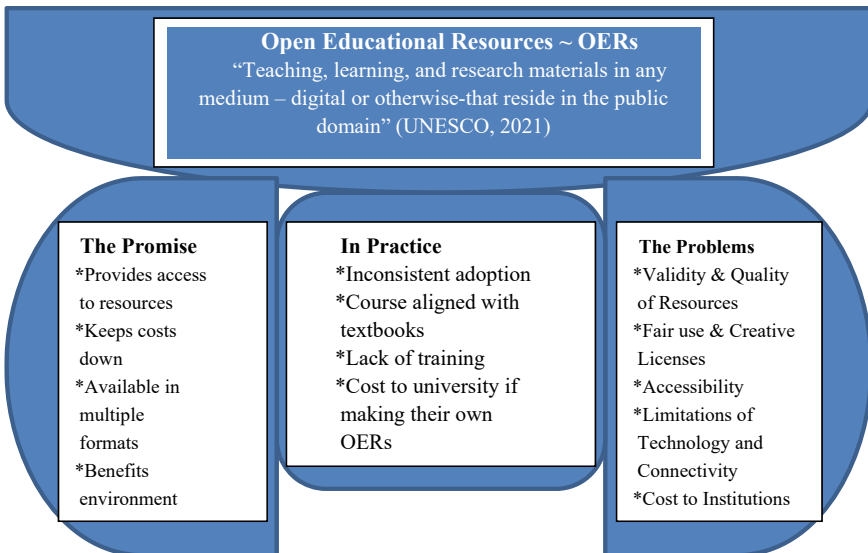 Open Educational Resources ~ OERs
“Teaching, learning, and research materials in any
medium – digital or otherwise-that reside in the public
domain” (UNESCO, 2021)
The Promise
*Provides access
to resources
*Keeps costs
down
*Available in
multiple
formats
*Benefits
environment
In Practice
*Inconsistent adoption
*Course aligned with
textbooks
*Lack of training
*Cost to university if
making their own
OERs
The Problems
*Validity & Quality
of Resources
*Fair use & Creative
Licenses
*Accessibility
*Limitations of
Technology and
Connectivity
*Cost to Institutions